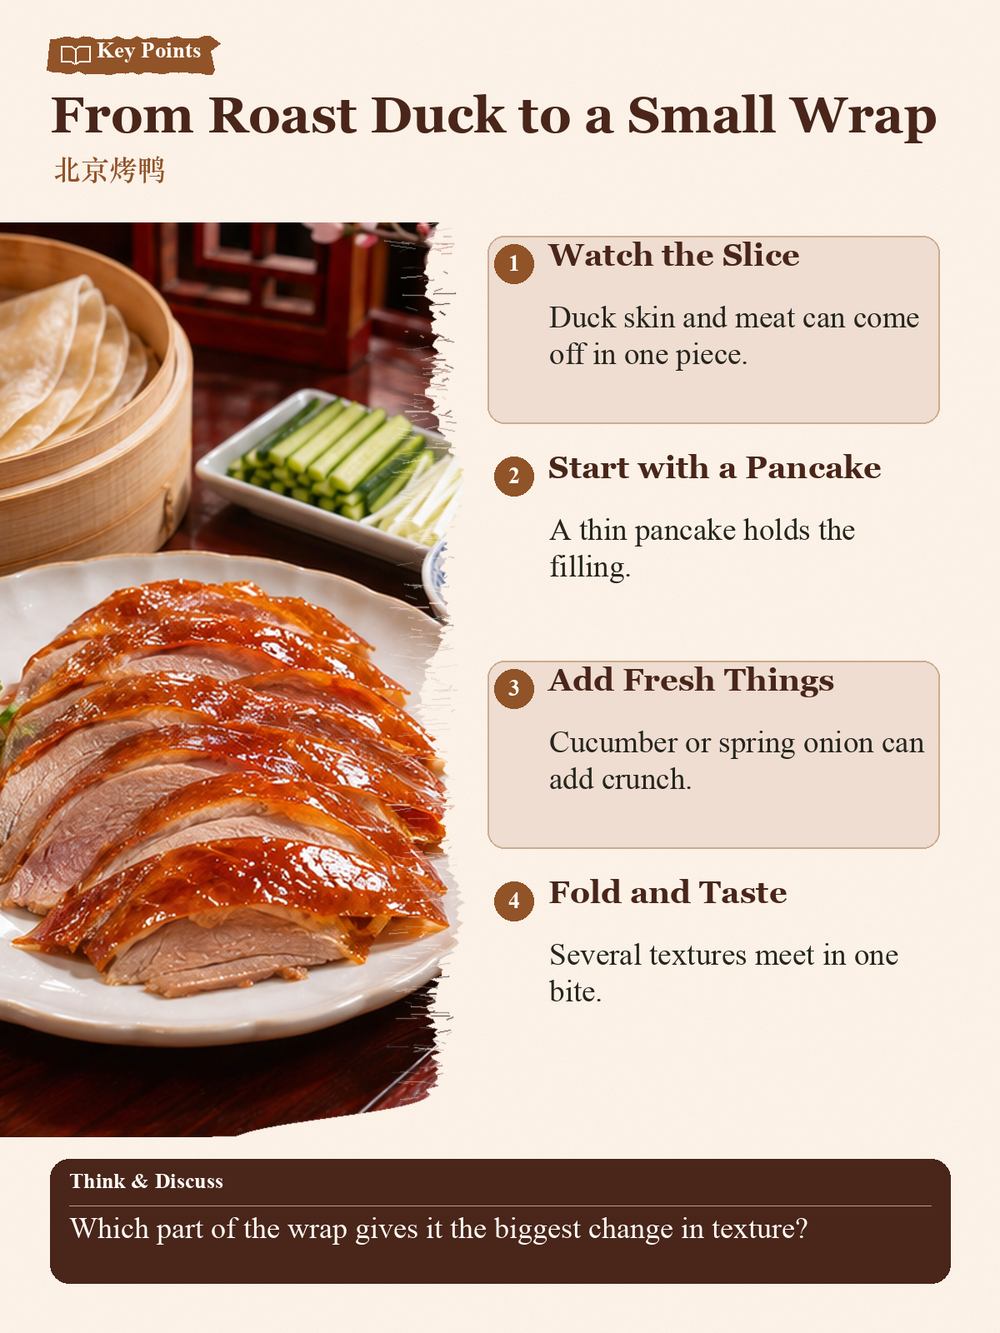 Key Points
From Roast Duck to a Small Wrap
北京烤鸭
1 Watch the Slice
Duck skin and meat can come
off in one piece.
2 Start with a Pancake
A thin pancake holds the
filling.
3 Add Fresh Things
Cucumber or spring onion can
add crunch.
4 Fold and Taste
Several textures meet in one
bite.
Think & Discuss
Which part of the wrap gives it the biggest change in texture?